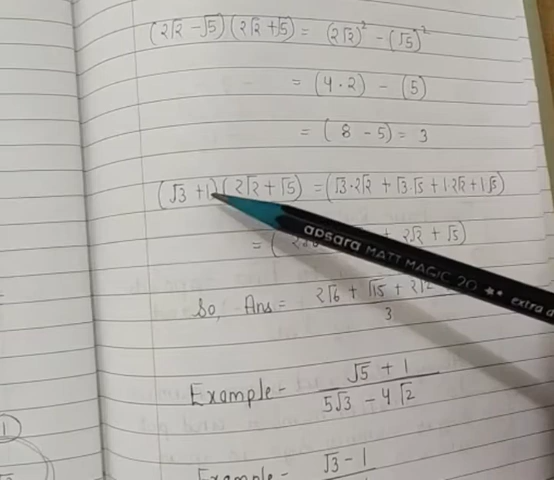 (2√2 - √5) (2√2 + √5) = (2√2)² - (√5)²
= (4 · 2) - (5)
= ( 8 - 5) = 3
(√3 + 1) (2√2 + √5) = (√3·2√2 + √3·√5 + 1·2√2 + 1·√5)
= ( + 2√2 + √5)
apsara MATT MAGIC 20 extra d
So, Ans = 2√6 + √15 + 2√2
3
Example - √5 + 1
5√3 - 4√2
Example - √3 - 1